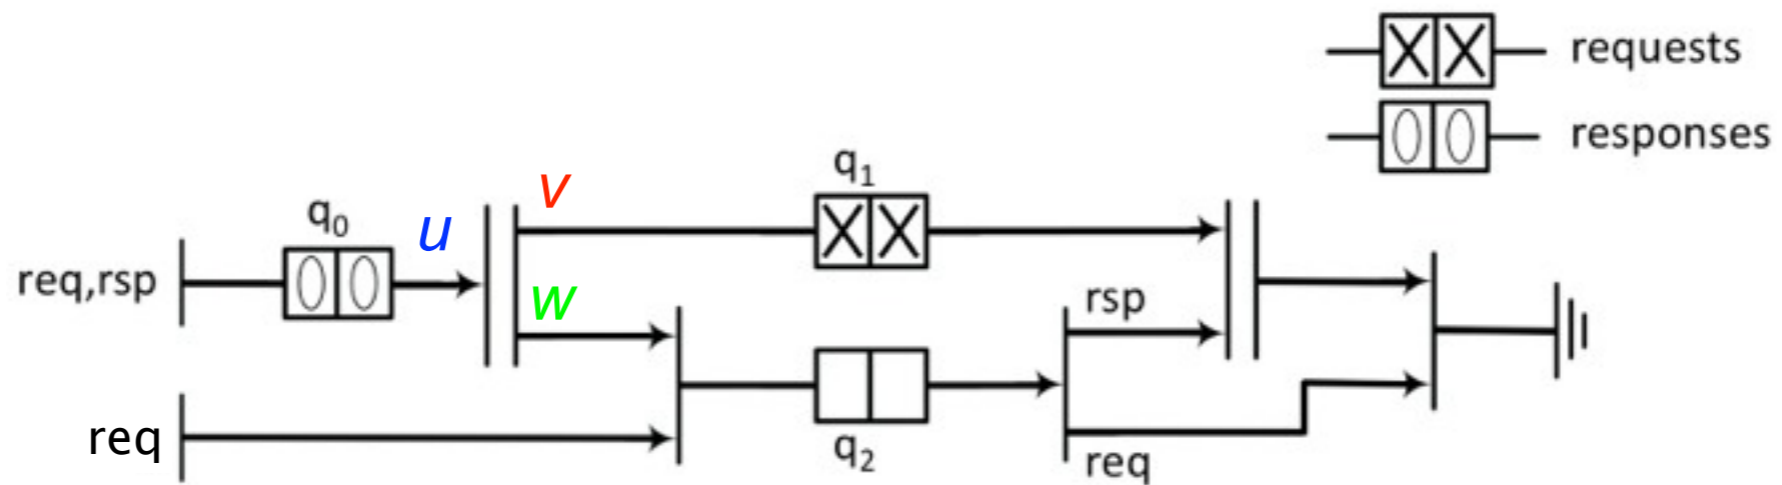 requests
responses
q₁
v
q₀
u
req,rsp
w
rsp
req
q₂
req